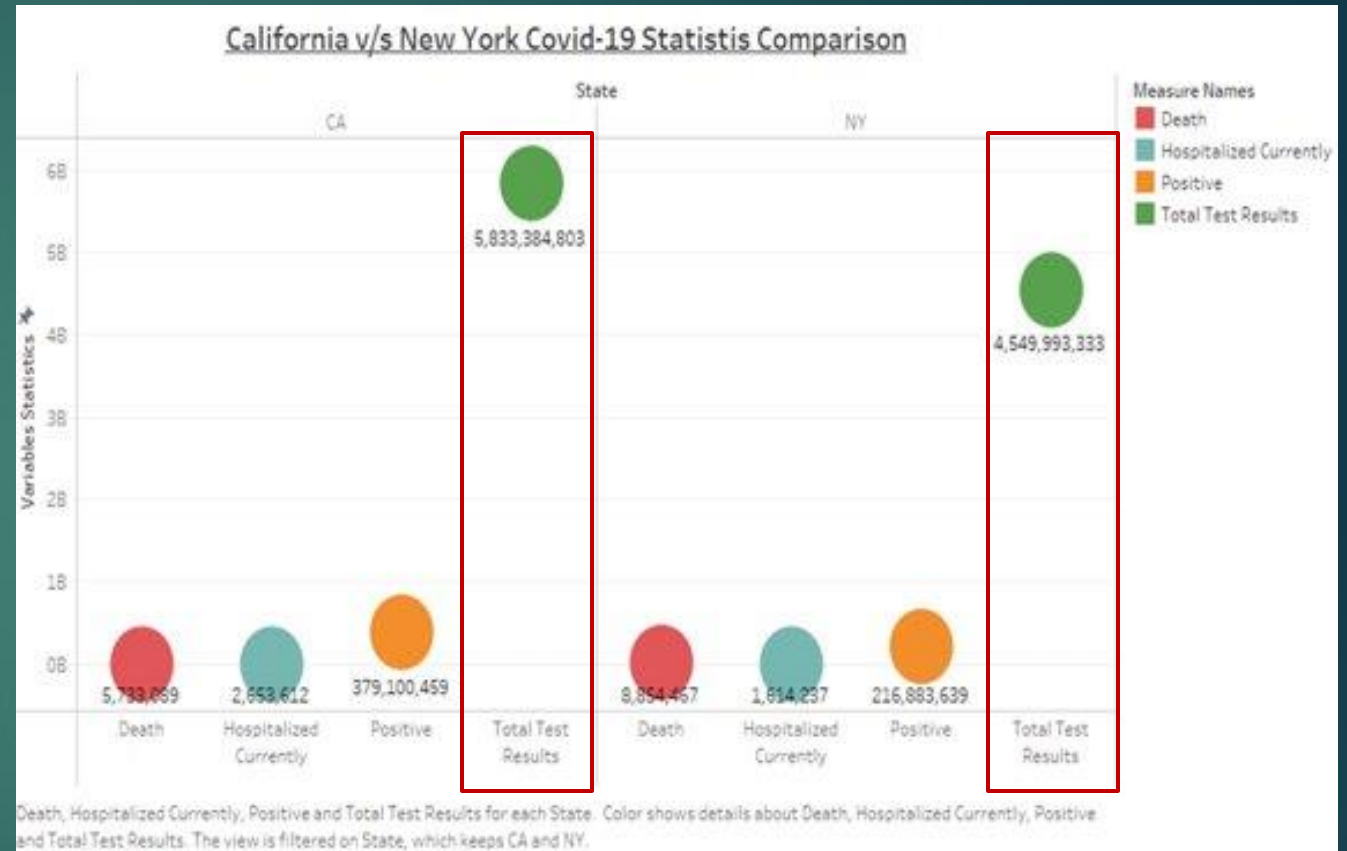 California v/s New York Covid-19 Statistis Comparison
State
CA
NY
Measure Names
Death
Hospitalized Currently
Positive
Total Test Results
Variables Statistics
6B
5B
4B
3B
2B
1B
0B
5,833,384,803
4,549,993,333
2,653,612
379,100,459
8,854,457
1,614,237
216,883,639
Death
Hospitalized
Currently
Positive
Total Test
Results
Death
Hospitalized
Currently
Positive
Total Test
Results
Death, Hospitalized Currently, Positive and Total Test Results for each State. Color shows details about Death, Hospitalized Currently, Positive
and Total Test Results. The view is filtered on State, which keeps CA and NY.